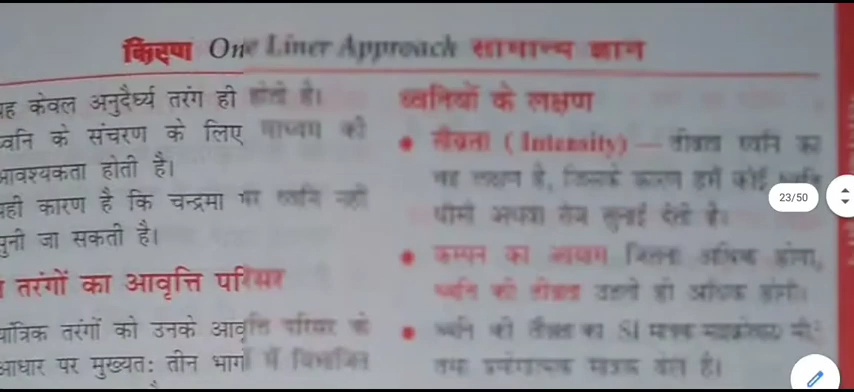 किरण One Liner Approach सामान्य ज्ञान
यह केवल अनुदैर्ध्य तरंग ही होती है।
ध्वनि के संचरण के लिए माध्यम की
आवश्यकता होती है।
यही कारण है कि चन्द्रमा पर ध्वनि नहीं
सुनी जा सकती है।
तरंगों का आवृत्ति परिसर
यांत्रिक तरंगों को उनके आवृत्ति परिसर के
आधार पर मुख्यत: तीन भागों में विभाजित
ध्वनियों के लक्षण
• तीव्रता (Intensity) — तीव्रता ध्वनि का
वह लक्षण है, जिसके कारण हमें कोई ध्वनि
धीमी अथवा तेज सुनाई देती है।
• कम्पन का आयाम जितना अधिक होगा,
ध्वनि की तीव्रता उतनी ही अधिक होगी।
• ध्वनि की तीव्रता का SI मात्रक
तथा मात्रक बेल है।
23/50